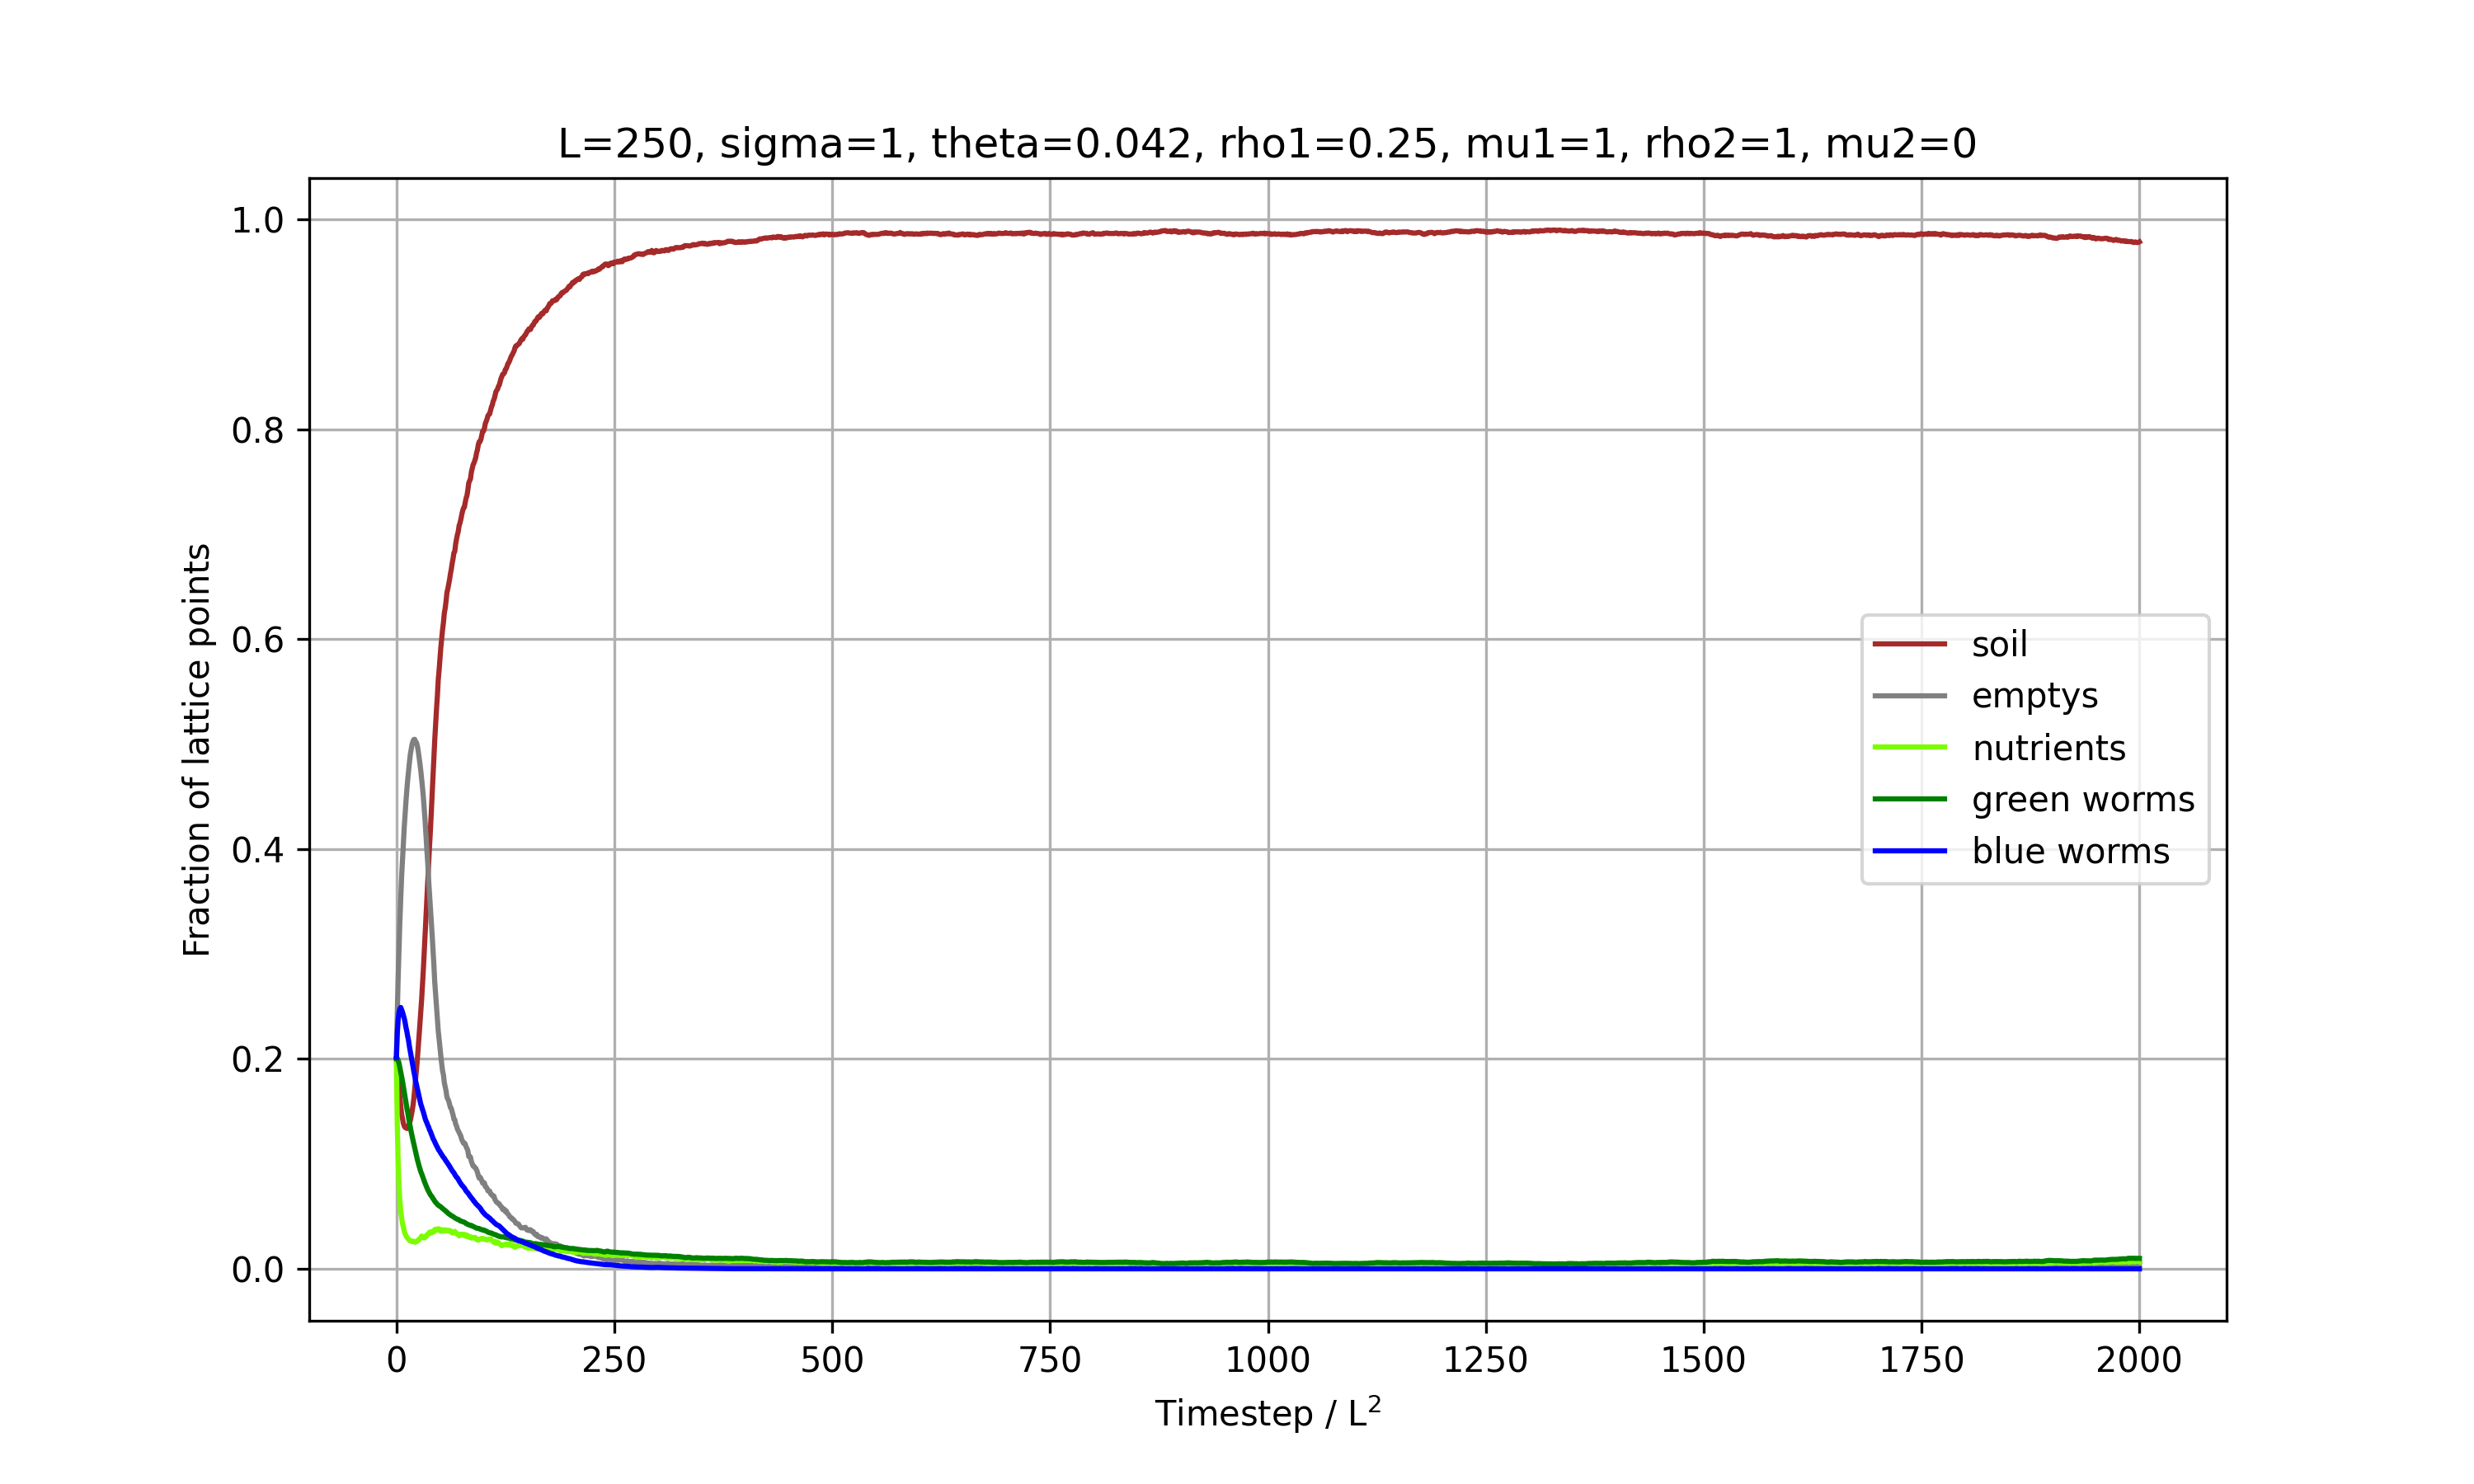 L=250, sigma=1, theta=0.042, rho1=0.25, mu1=1, rho2=1, mu2=0
Fraction of lattice points
1.0
0.8
0.6
0.4
0.2
0.0
soil
emptys
nutrients
green worms
blue worms
0 250 500 750 1000 1250 1500 1750 2000
Timestep / L²